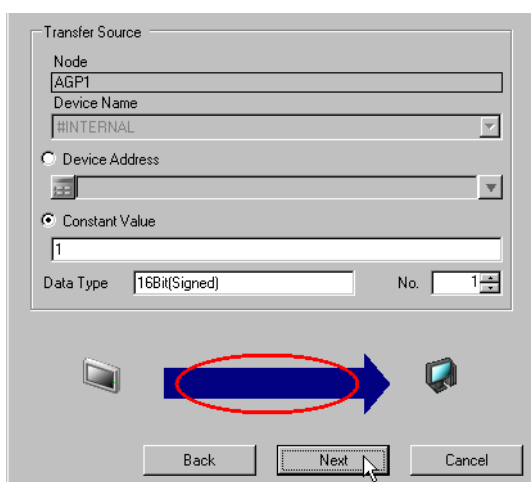 Transfer Source
Node
AGP1
Device Name
#INTERNAL
Device Address
Constant Value
1
Data Type 16Bit(Signed) No. 1
Back Next Cancel